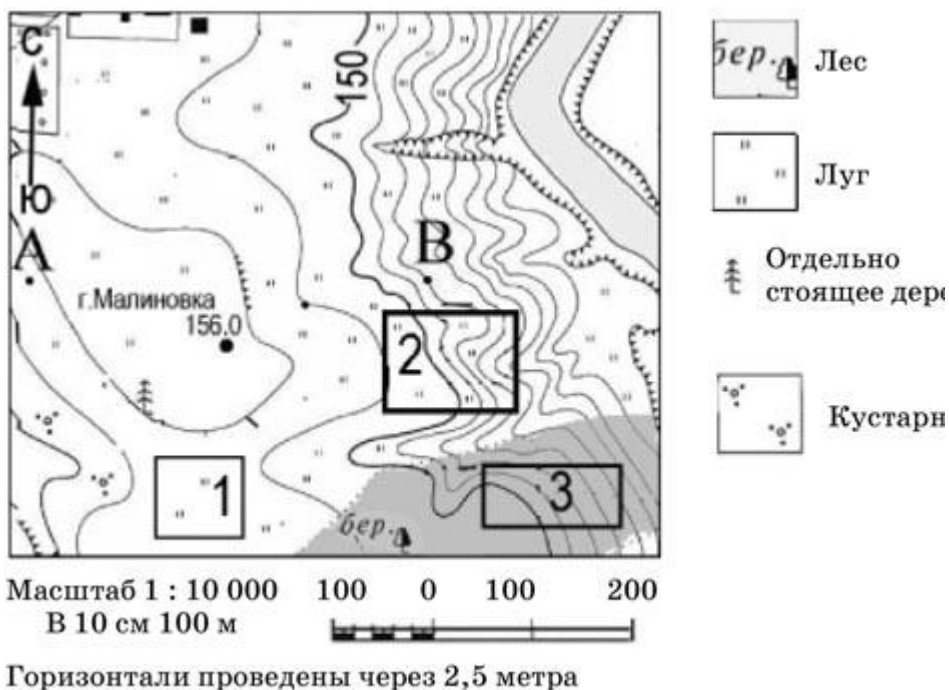 С
Ю
А
150
В
г.Малиновка
156,0
2
1
3
бер.
бер.
Лес
Луг
Отдельно
стоящее дере
Кустарн
Масштаб 1 : 10 000
В 10 см 100 м
100 0 100 200
Горизонтали проведены через 2,5 метра